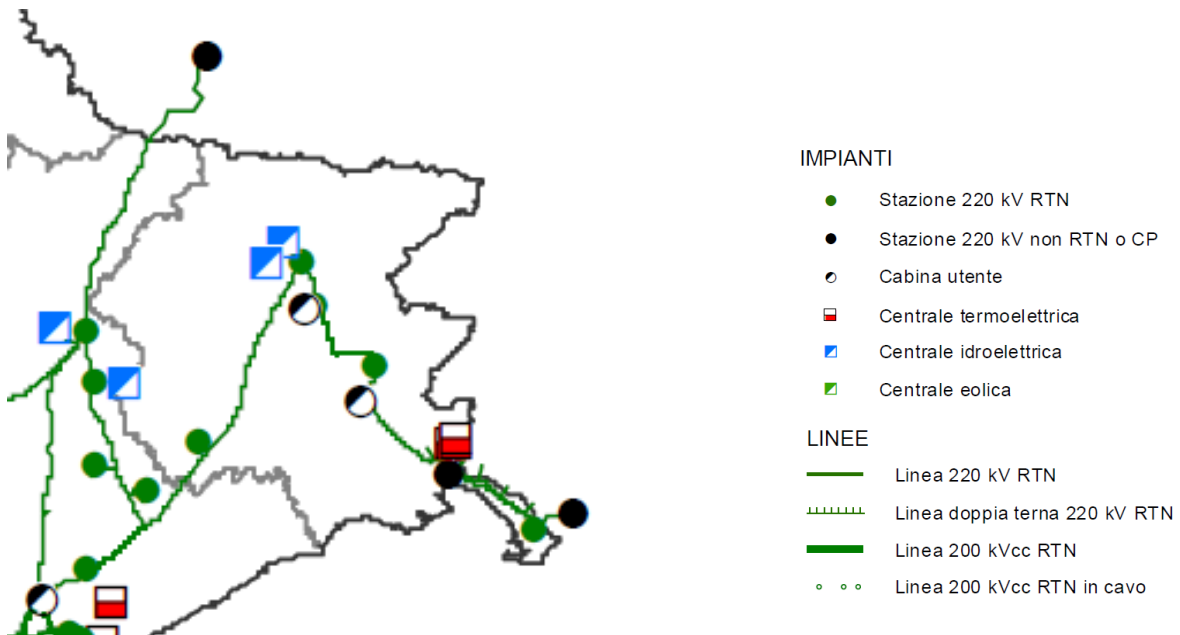 IMPIANTI
Stazione 220 kV RTN
Stazione 220 kV non RTN o CP
Cabina utente
Centrale termoelettrica
Centrale idroelettrica
Centrale eolica
LINEE
Linea 220 kV RTN
Linea doppia terna 220 kV RTN
Linea 200 kVcc RTN
Linea 200 kVcc RTN in cavo